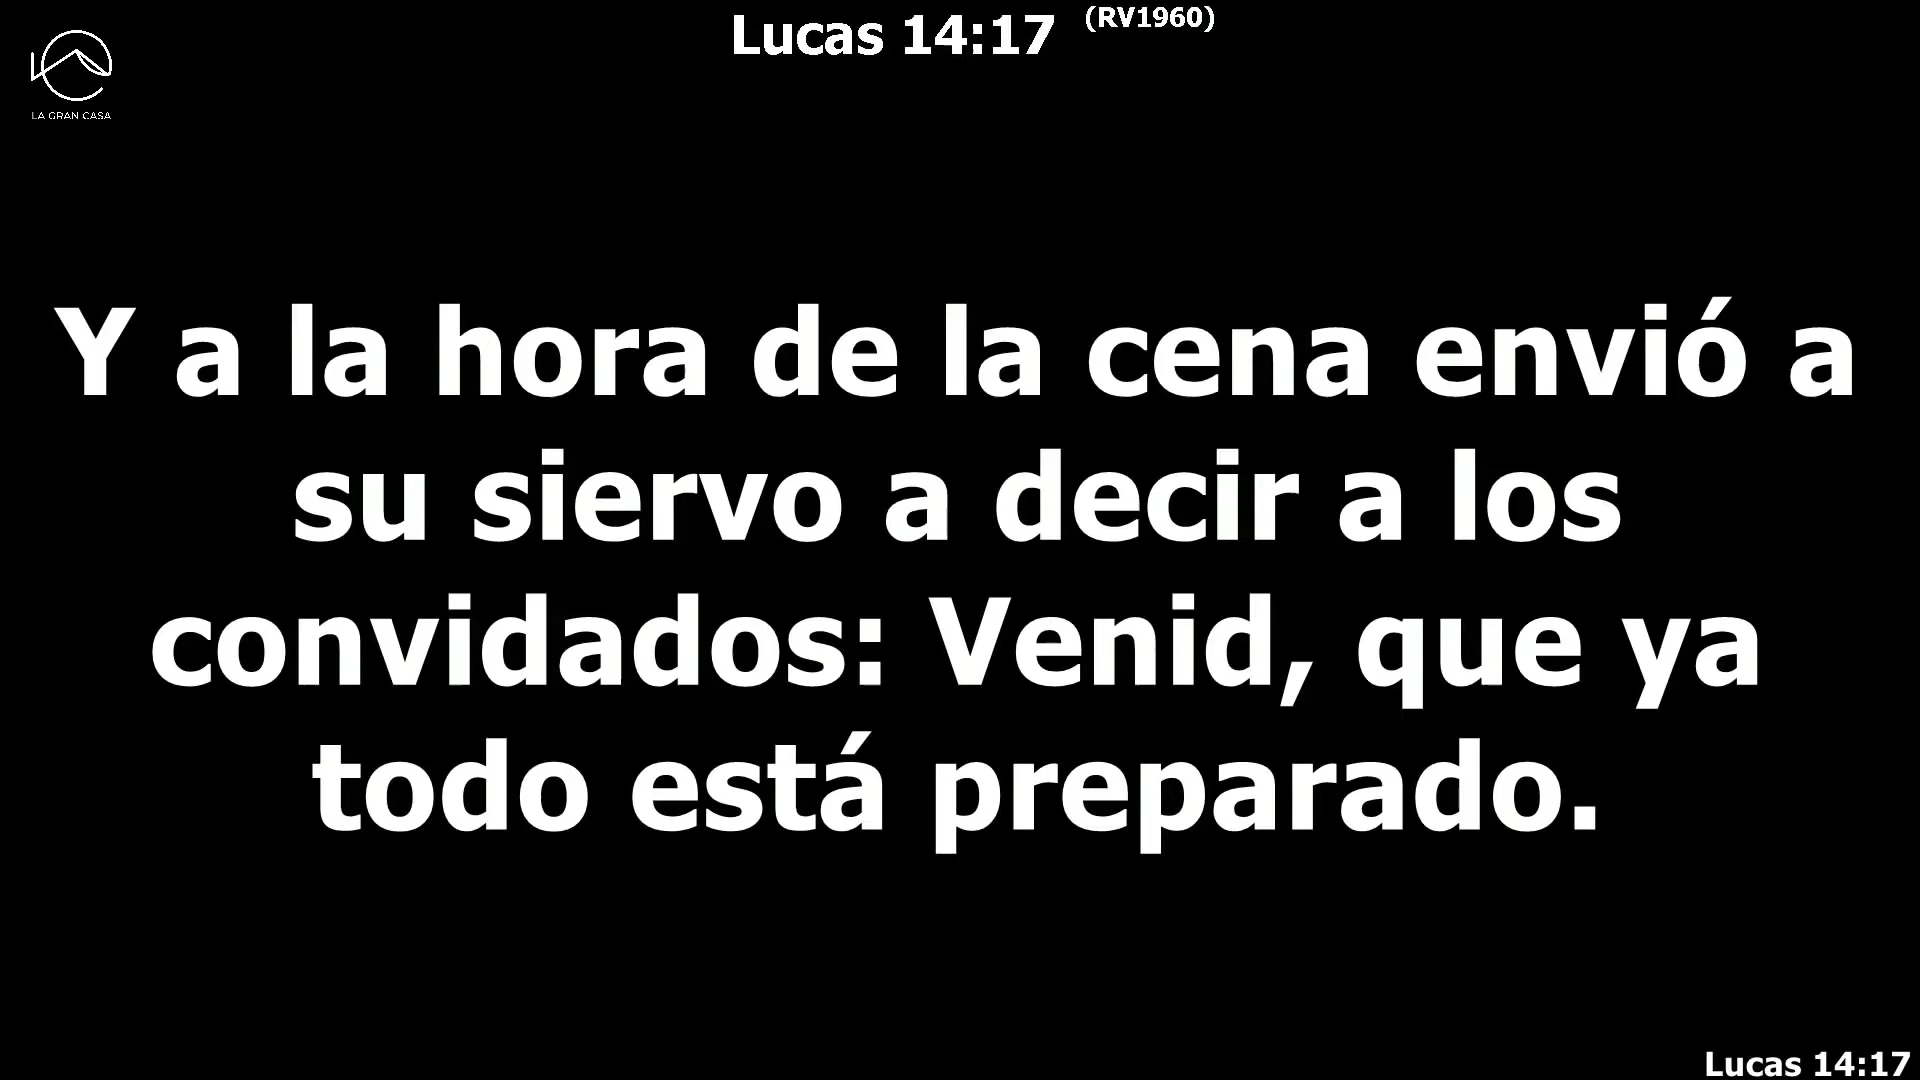 Lucas 14:17 (RV1960)
LA GRAN CASA
Y a la hora de la cena envió a
su siervo a decir a los
convidados: Venid, que ya
todo está preparado.
Lucas 14:17